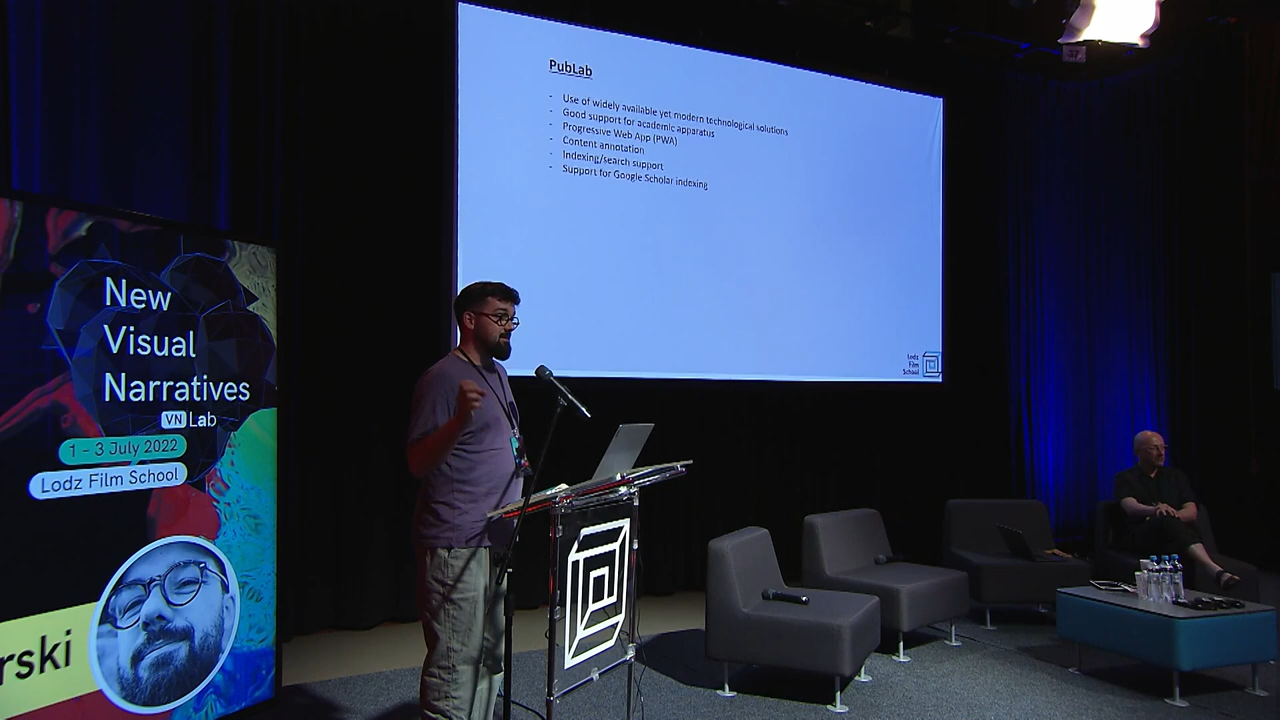 PubLab
- Use of widely available yet modern technological solutions
- Good support for academic apparatus
- Progressive Web App (PWA)
- Content annotation
- Indexing/search support
- Support for Google Scholar indexing
Lodz
Film
School
New
Visual
Narratives
VN Lab
1 - 3 July 2022
Lodz Film School
rski
37